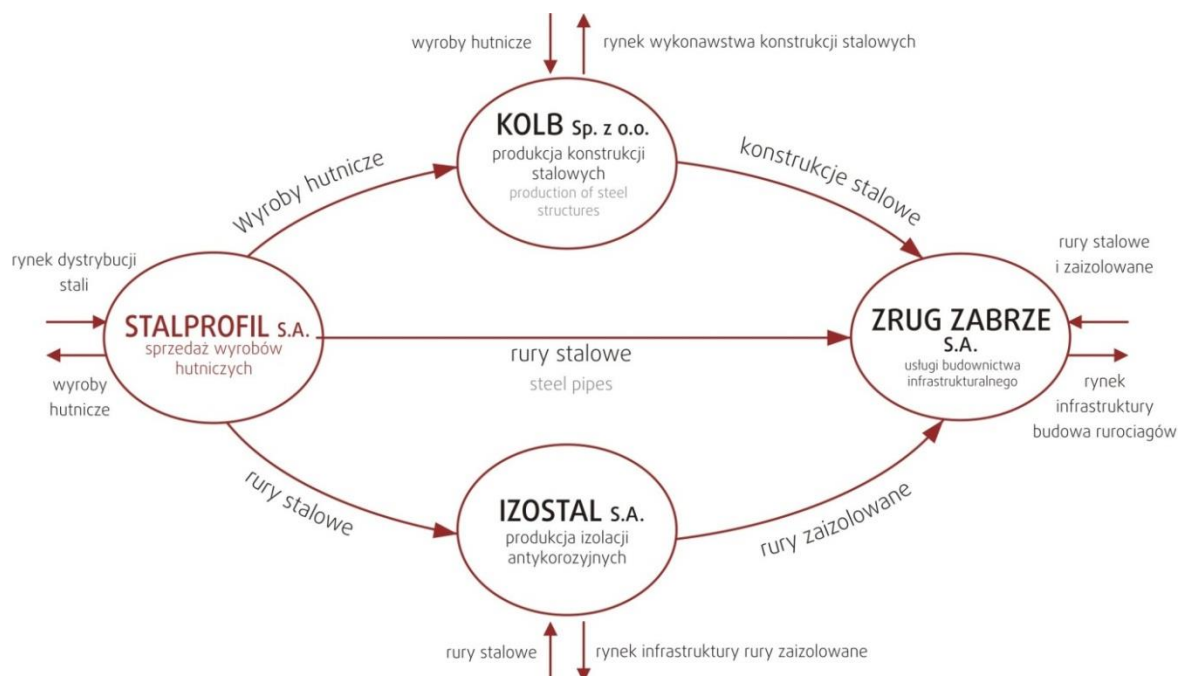 wyroby hutnicze
rynek wykonawstwa konstrukcji stalowych
KOLB Sp. z o.o.
produkcja konstrukcji
stalowych
production of steel
structures
Wyroby hutnicze
konstrukcje stalowe
rynek dystrybucji
stali
STALPROFIL S.A.
sprzedaż wyrobów
hutniczych
wyroby
hutnicze
rury stalowe
steel pipes
rury stalowe
i zaizolowane
ZRUG ZABRZE
S.A.
usługi budownictwa
infrastrukturalnego
rynek
infrastruktury
budowa rurociągów
rury stalowe
IZOSTAL S.A.
produkcja izolacji
antykorozyjnych
rury zaizolowane
rury stalowe
rynek infrastruktury rury zaizolowane